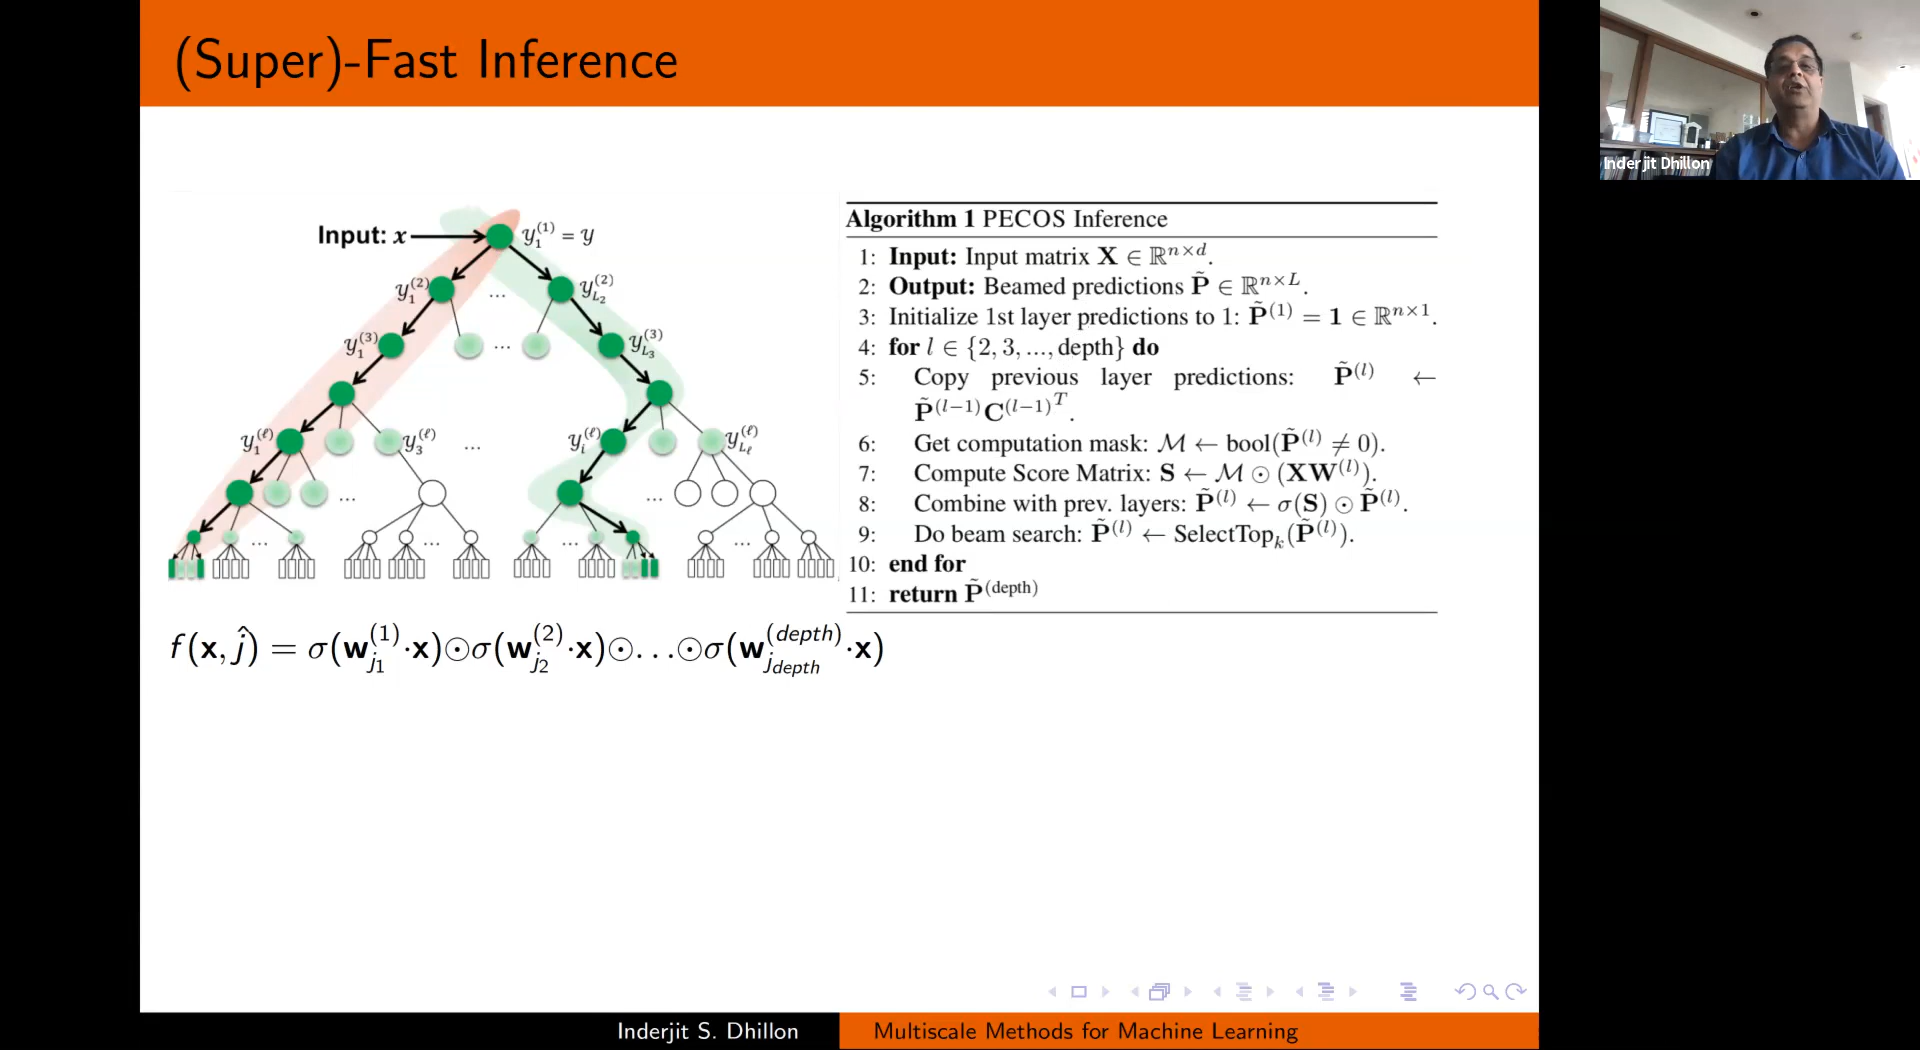 (Super)-Fast Inference
Inderjit Dhillon
Input: x
y_1^{(1)} = y
y_1^{(2)}
...
y_{L_2}^{(2)}
y_1^{(3)}
...
y_{L_3}^{(3)}
y_1^{(ℓ)}
y_3^{(ℓ)}
...
y_i^{(ℓ)}
y_{L_ℓ}^{(ℓ)}
...
...
... ... ... ...
Algorithm 1 PECOS Inference
1: Input: Input matrix X ∈ ℝ^{n×d}.
2: Output: Beamed predictions P̃ ∈ ℝ^{n×L}.
3: Initialize 1st layer predictions to 1: P̃^{(1)} = 1 ∈ ℝ^{n×1}.
4: for l ∈ {2, 3, ..., depth} do
5: Copy previous layer predictions: P̃^{(l)} ←
P̃^{(l−1)}C^{(l−1)^T}.
6: Get computation mask: ℳ ← bool(P̃^{(l)} ≠ 0).
7: Compute Score Matrix: S ← ℳ ⊙ (XW^{(l)}).
8: Combine with prev. layers: P̃^{(l)} ← σ(S) ⊙ P̃^{(l)}.
9: Do beam search: P̃^{(l)} ← SelectTop_k(P̃^{(l)}).
10: end for
11: return P̃^{(depth)}
f(x, ĵ) = σ(w_{j_1}^{(1)}·x)⊙σ(w_{j_2}^{(2)}·x)⊙...⊙σ(w_{j_{depth}}^{(depth)}·x)
Inderjit S. Dhillon
Multiscale Methods for Machine Learning